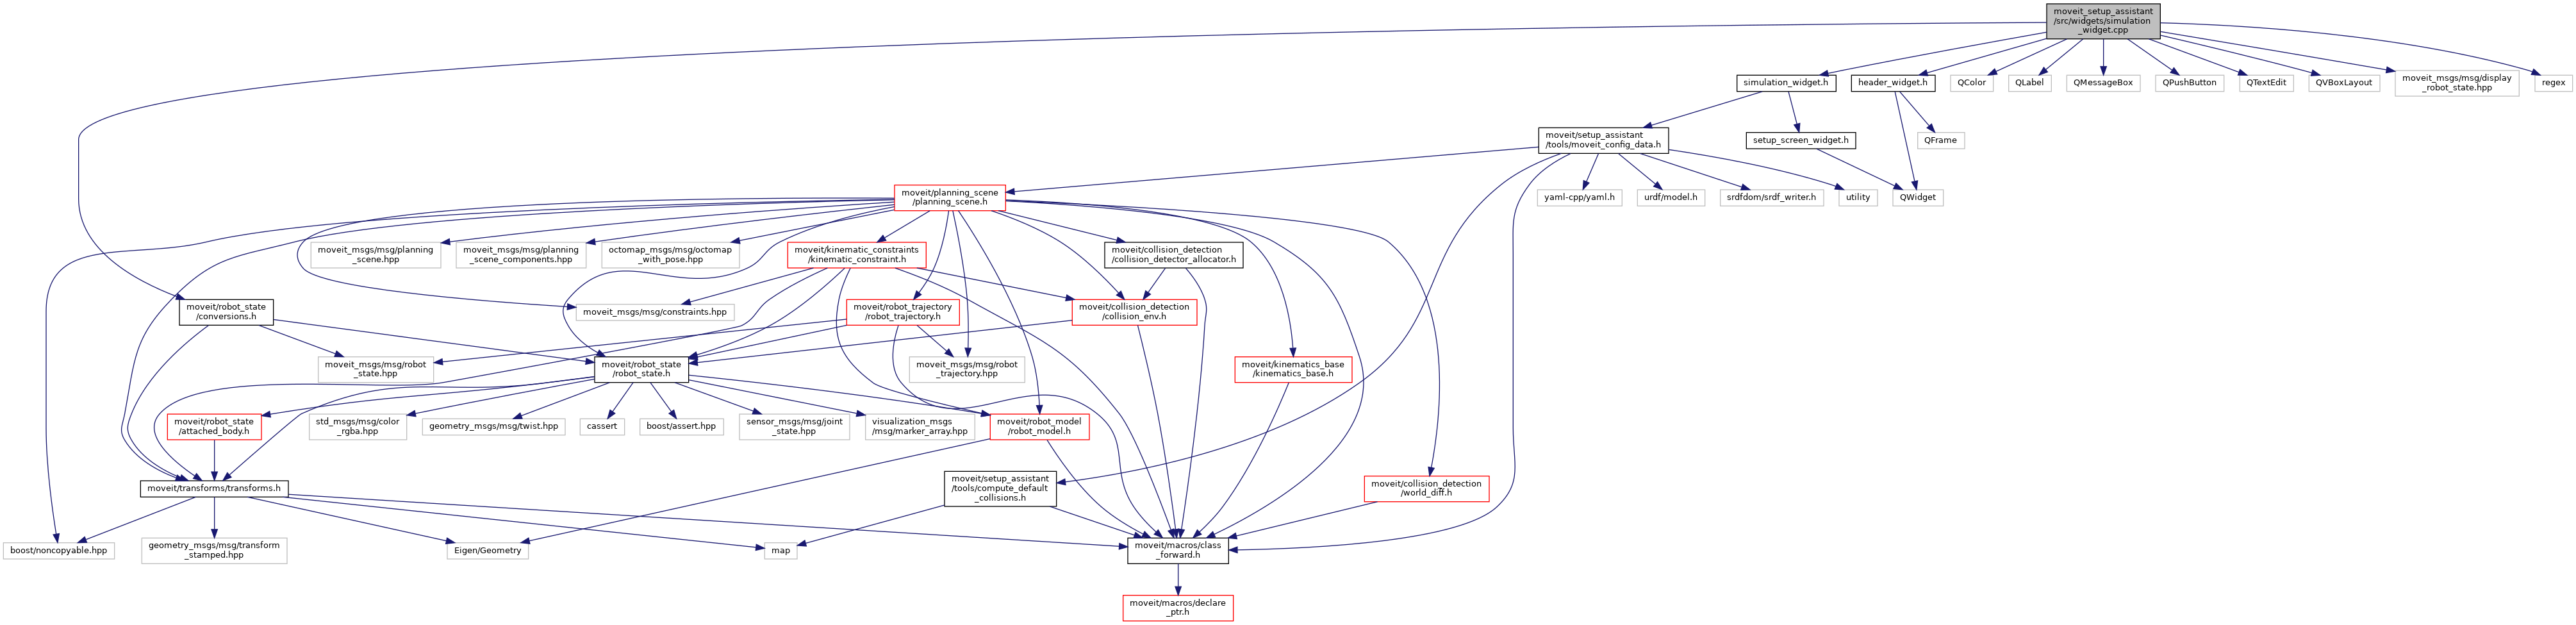 moveit_setup_assistant
/src/widgets/simulation
_widget.cpp
simulation_widget.h
header_widget.h
QColor
QLabel
QMessageBox
QPushButton
QTextEdit
QVBoxLayout
moveit_msgs/msg/display
_robot_state.hpp
regex
moveit/setup_assistant
/tools/moveit_config_data.h
setup_screen_widget.h
QFrame
moveit/planning_scene
/planning_scene.h
yaml-cpp/yaml.h
urdf/model.h
srdfdom/srdf_writer.h
utility
QWidget
moveit_msgs/msg/planning
_scene.hpp
moveit_msgs/msg/planning
_scene_components.hpp
octomap_msgs/msg/octomap
_with_pose.hpp
moveit/kinematic_constraints
/kinematic_constraint.h
moveit/collision_detection
/collision_detector_allocator.h
moveit/robot_state
/conversions.h
moveit_msgs/msg/constraints.hpp
moveit/robot_trajectory
/robot_trajectory.h
moveit/collision_detection
/collision_env.h
moveit_msgs/msg/robot
_state.hpp
moveit/robot_state
/robot_state.h
moveit_msgs/msg/robot
_trajectory.hpp
moveit/kinematics_base
/kinematics_base.h
moveit/robot_state
/attached_body.h
std_msgs/msg/color
_rgba.hpp
geometry_msgs/msg/twist.hpp
cassert
boost/assert.hpp
sensor_msgs/msg/joint
_state.hpp
visualization_msgs
/msg/marker_array.hpp
moveit/robot_model
/robot_model.h
moveit/transforms/transforms.h
moveit/setup_assistant
/tools/compute_default
_collisions.h
moveit/collision_detection
/world_diff.h
boost/noncopyable.hpp
geometry_msgs/msg/transform
_stamped.hpp
Eigen/Geometry
map
moveit/macros/class
_forward.h
moveit/macros/declare
_ptr.h